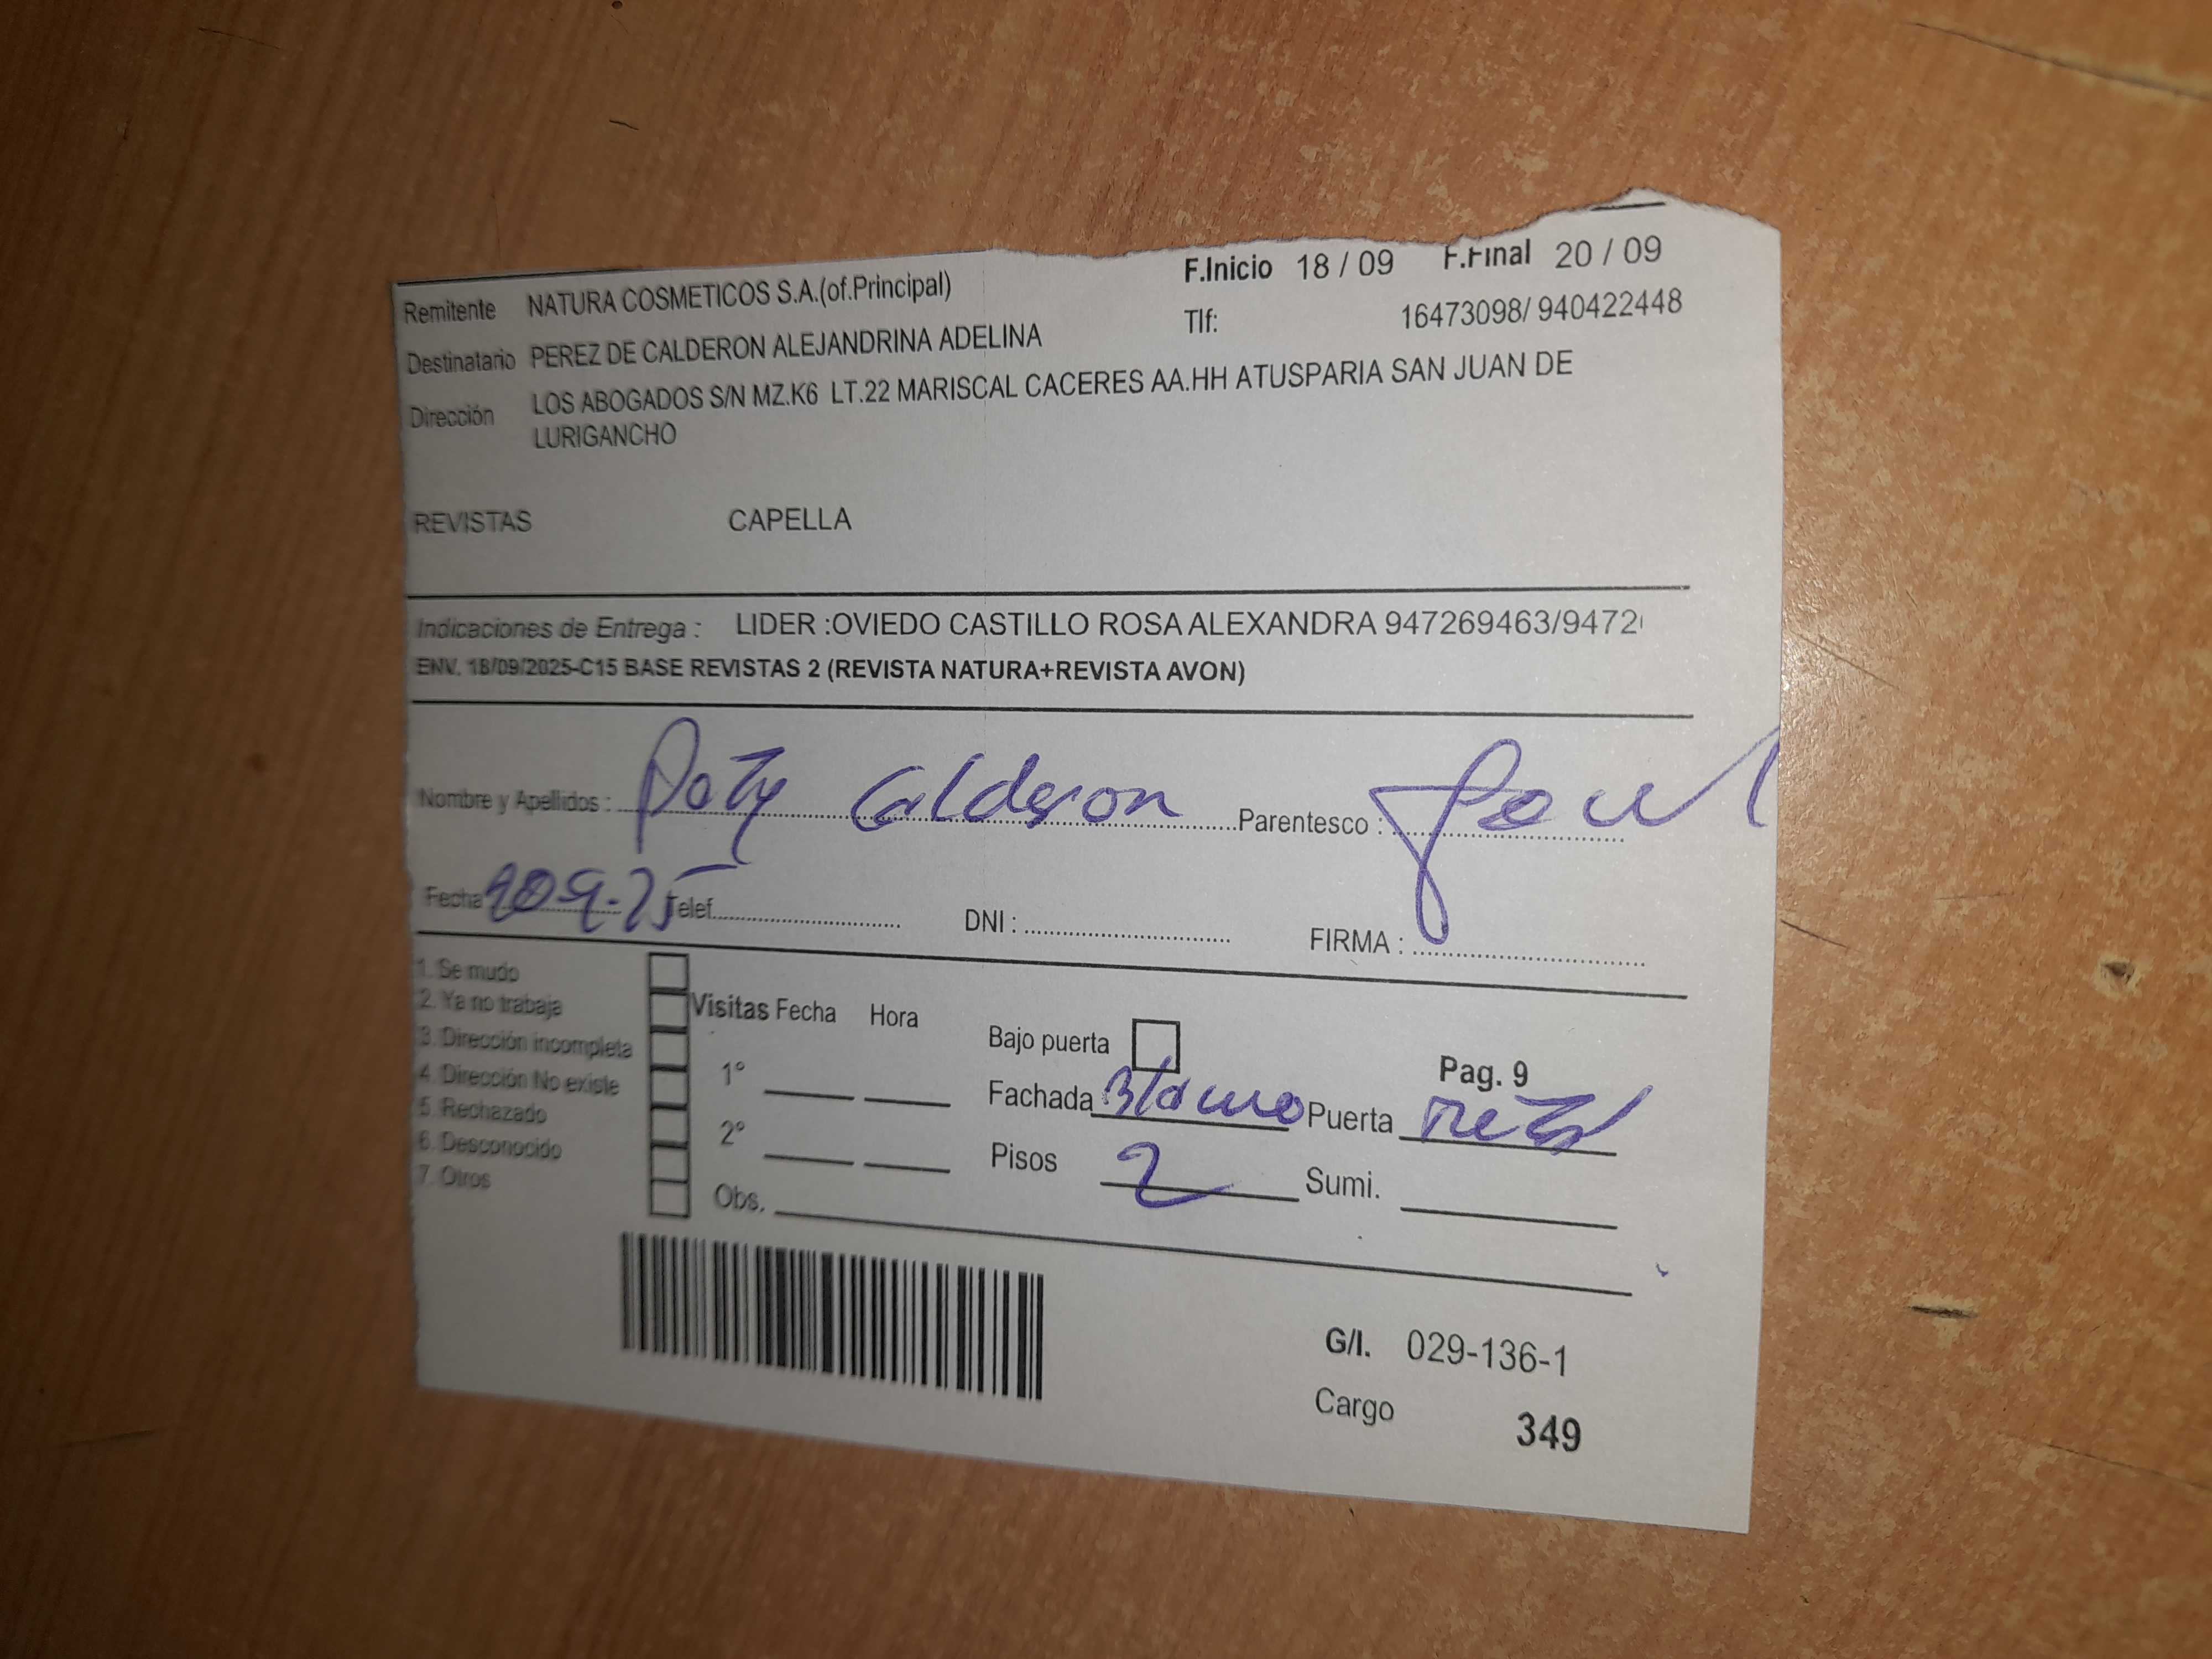 F.Inicio 18 / 09 F.Final 20 / 09
Remitente NATURA COSMETICOS S.A.(of.Principal)
Tlf: 16473098/ 940422448
Destinatario PEREZ DE CALDERON ALEJANDRINA ADELINA
Dirección LOS ABOGADOS S/N MZ.K6 LT.22 MARISCAL CACERES AA.HH ATUSPARIA SAN JUAN DE
LURIGANCHO
REVISTAS CAPELLA
Indicaciones de Entrega : LIDER :OVIEDO CASTILLO ROSA ALEXANDRA 947269463/9472
ENV. 18/09/2025-C15 BASE REVISTAS 2 (REVISTA NATURA+REVISTA AVON)
Nombre y Apellidos : Paty Calderon Parentesco :
Fecha Telef. DNI : FIRMA :
1. Se mudo
2. Ya no trabaja
3. Dirección incompleta
4. Dirección No existe
5. Rechazado
6. Desconocido
7. Otros
Visitas Fecha Hora
1°
2°
Obs.
Bajo puerta
Pag. 9
Fachada Blanco Puerta Metal
Pisos 2 Sumi.
G/I. 029-136-1
Cargo 349